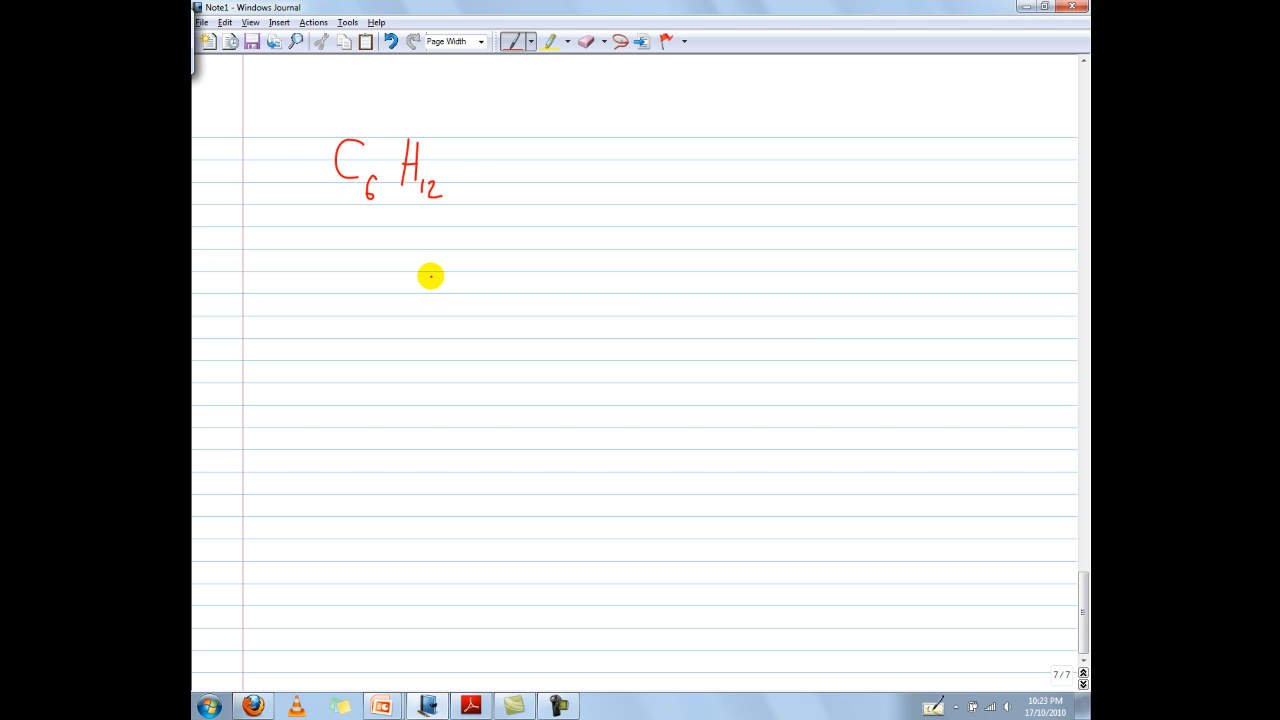 Note1 - Windows Journal
File Edit View Insert Actions Tools Help
Page Width
C6 H12
7 / 7
10:23 PM
17/10/2010